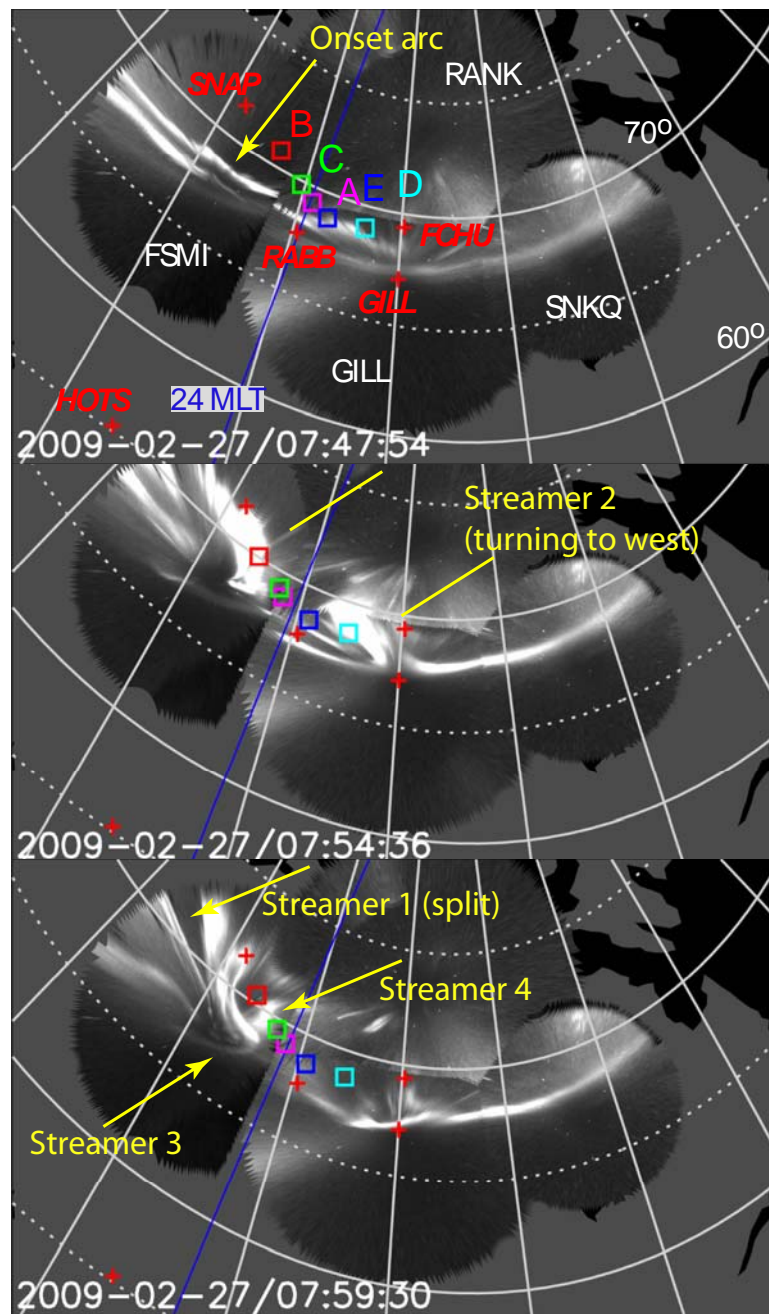 Onset arc
SNAP
RANK
B
70o
C
A E D
FSMI
RABB
FCHU
GILL
SNKQ
60o
GILL
HOTS
24 MLT
2009-02-27/07:47:54
Streamer 2
(turning to west)
2009-02-27/07:54:36
Streamer 1 (split)
Streamer 4
Streamer 3
2009-02-27/07:59:30